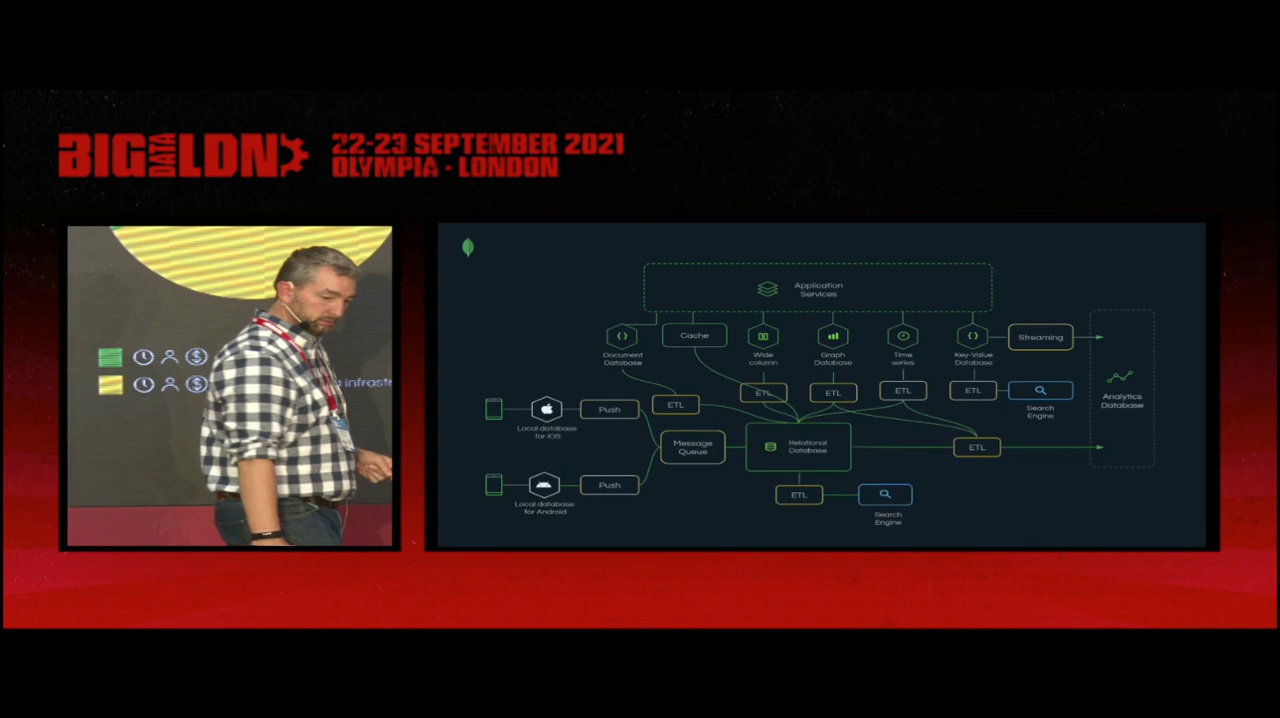 BIG DATA LDN
22-23 SEPTEMBER 2021
OLYMPIA · LONDON
Application
Services
Document
Database
Cache
Wide
column
Graph
Database
Time
series
Key-Value
Database
Streaming
ETL
ETL
ETL
ETL
ETL
Search
Engine
Analytics
Database
Local database
for iOS
Push
Message
Queue
Relational
Database
ETL
Local database
for Android
Push
ETL
Search
Engine